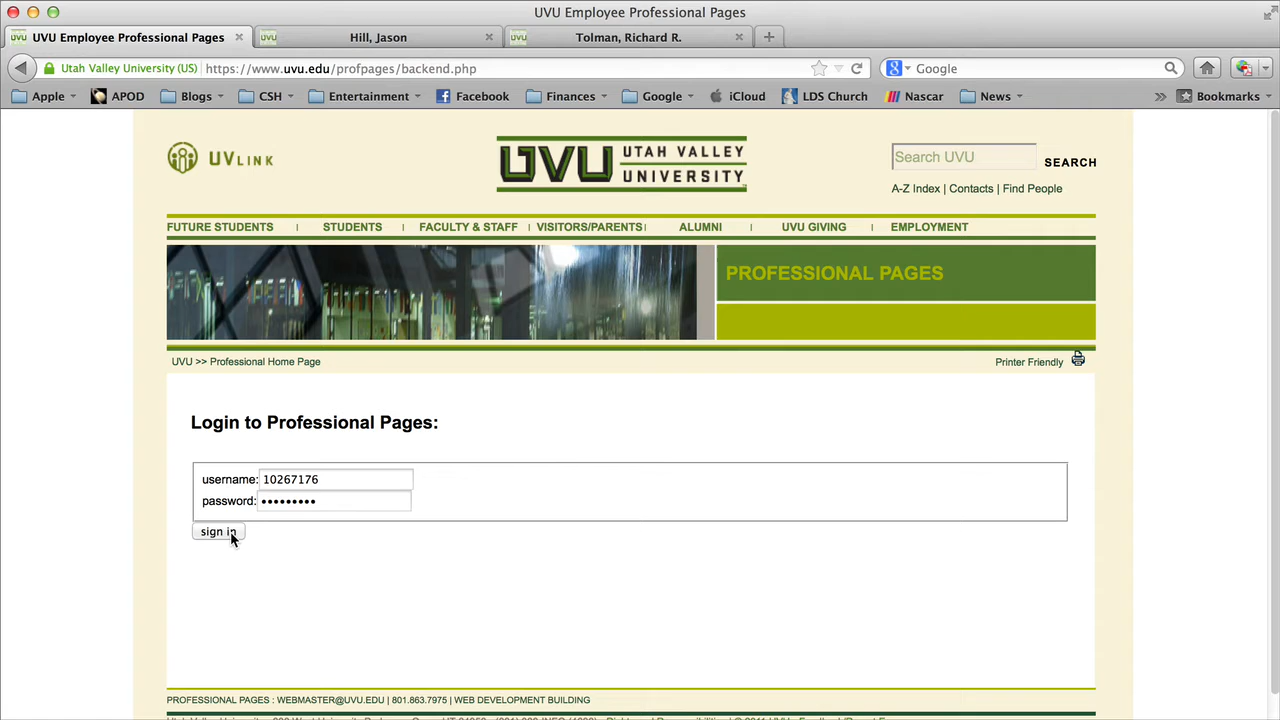 UVU Employee Professional Pages
UVU Employee Professional Pages
Hill, Jason
Tolman, Richard R.
Utah Valley University (US)
https://www.uvu.edu/profpages/backend.php
Google
Apple
APOD
Blogs
CSH
Entertainment
Facebook
Finances
Google
iCloud
LDS Church
Nascar
News
Bookmarks
UVLINK
UVU UTAH VALLEY UNIVERSITY
Search UVU
SEARCH
A-Z Index | Contacts | Find People
FUTURE STUDENTS
STUDENTS
FACULTY & STAFF
VISITORS/PARENTS
ALUMNI
UVU GIVING
EMPLOYMENT
PROFESSIONAL PAGES
UVU >> Professional Home Page
Printer Friendly
Login to Professional Pages:
username: 10267176
password: •••••••••
sign in
PROFESSIONAL PAGES : WEBMASTER@UVU.EDU | 801.863.7975 | WEB DEVELOPMENT BUILDING